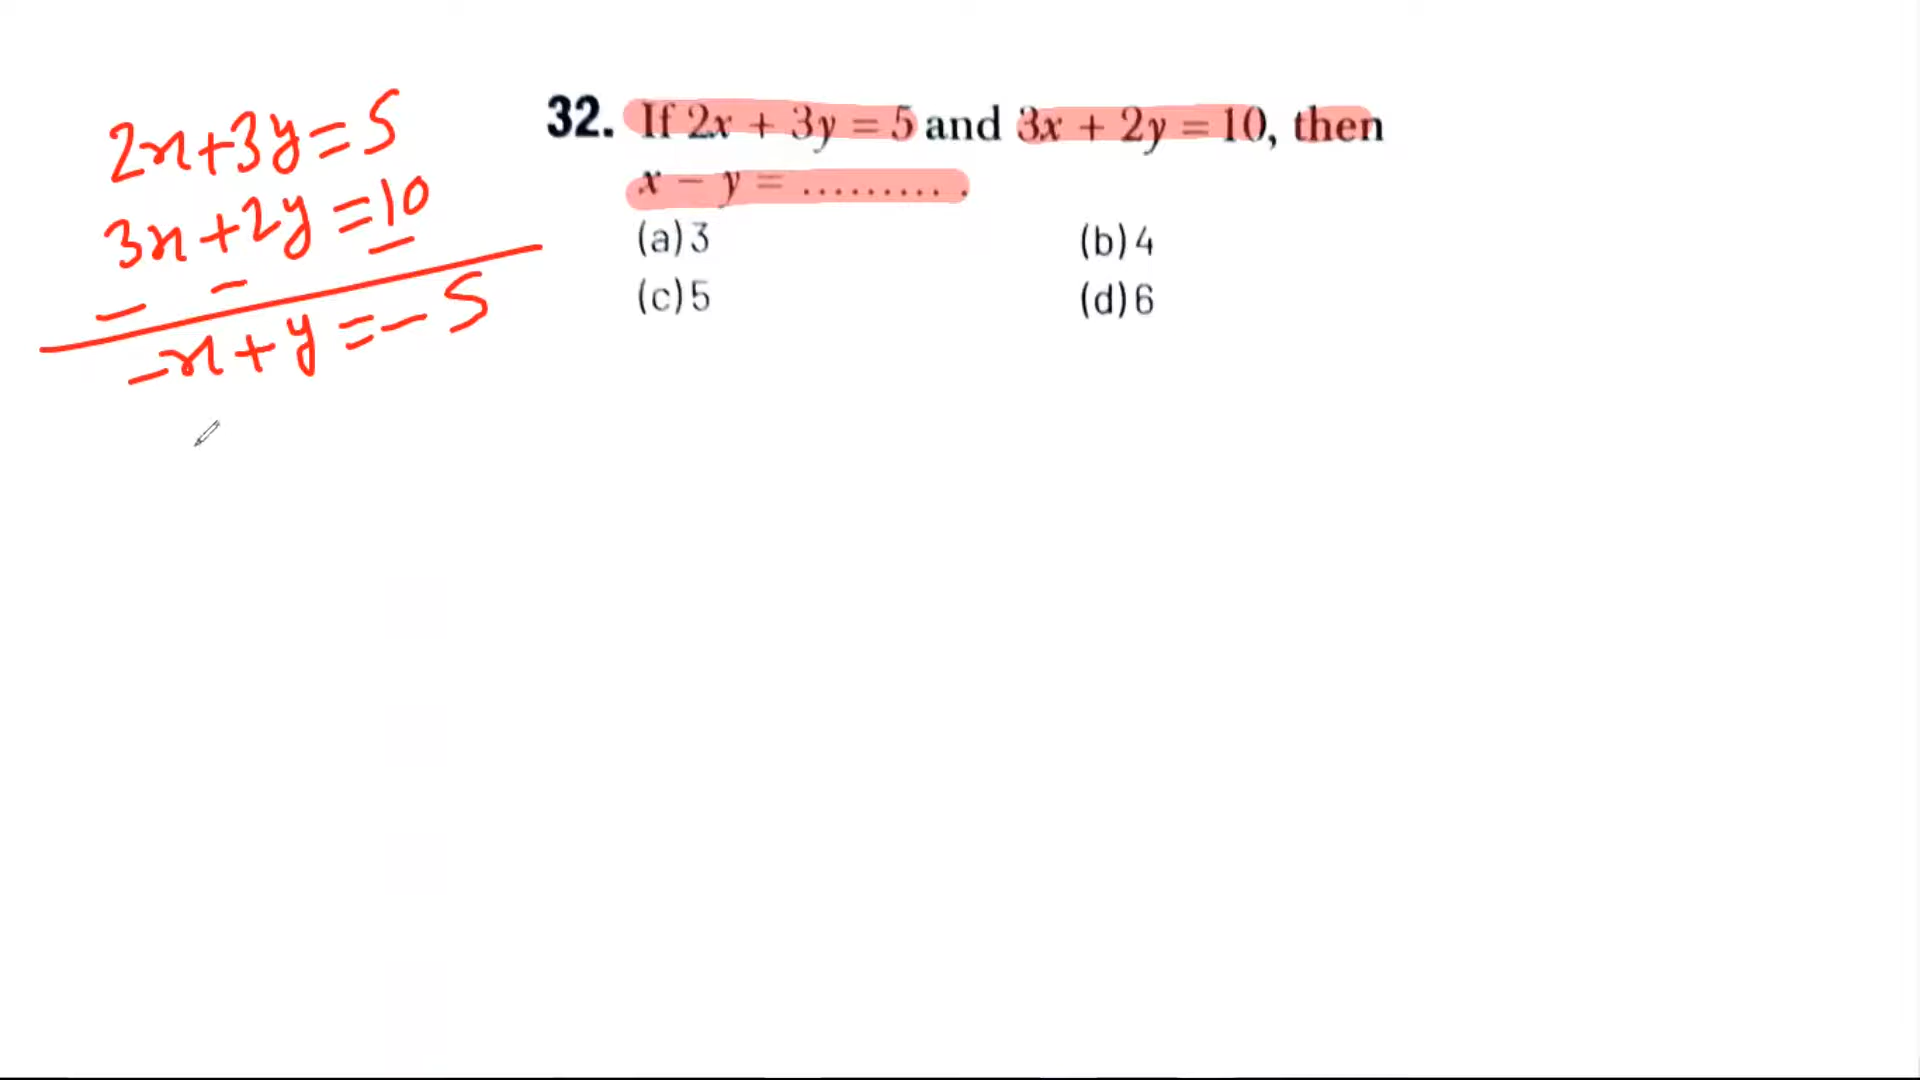 2x+3y=5
3x+2y=10
- - -
-x+y=-5
32. If 2x + 3y = 5 and 3x + 2y = 10, then
x - y = .......... .
(a) 3 (b) 4
(c) 5 (d) 6